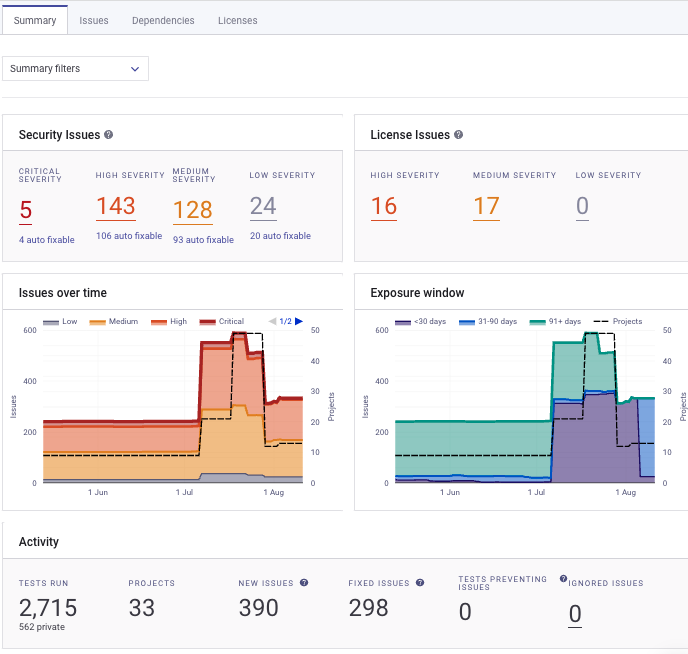 Summary Issues Dependencies Licenses
Summary filters
Security Issues ?
CRITICAL SEVERITY
5
4 auto fixable
HIGH SEVERITY
143
106 auto fixable
MEDIUM SEVERITY
128
93 auto fixable
LOW SEVERITY
24
20 auto fixable
License Issues ?
HIGH SEVERITY
16
MEDIUM SEVERITY
17
LOW SEVERITY
0
Issues over time
Low Medium High Critical 1/2
600
400
200
0
Issues
50
40
30
20
10
0
Projects
1 Jun 1 Jul 1 Aug
Exposure window
<30 days 31-90 days 91+ days Projects
600
400
200
0
Issues
50
40
30
20
10
0
Projects
1 Jun 1 Jul 1 Aug
Activity
TESTS RUN
2,715
562 private
PROJECTS
33
NEW ISSUES ?
390
FIXED ISSUES ?
298
TESTS PREVENTING ISSUES ?
0
IGNORED ISSUES
0